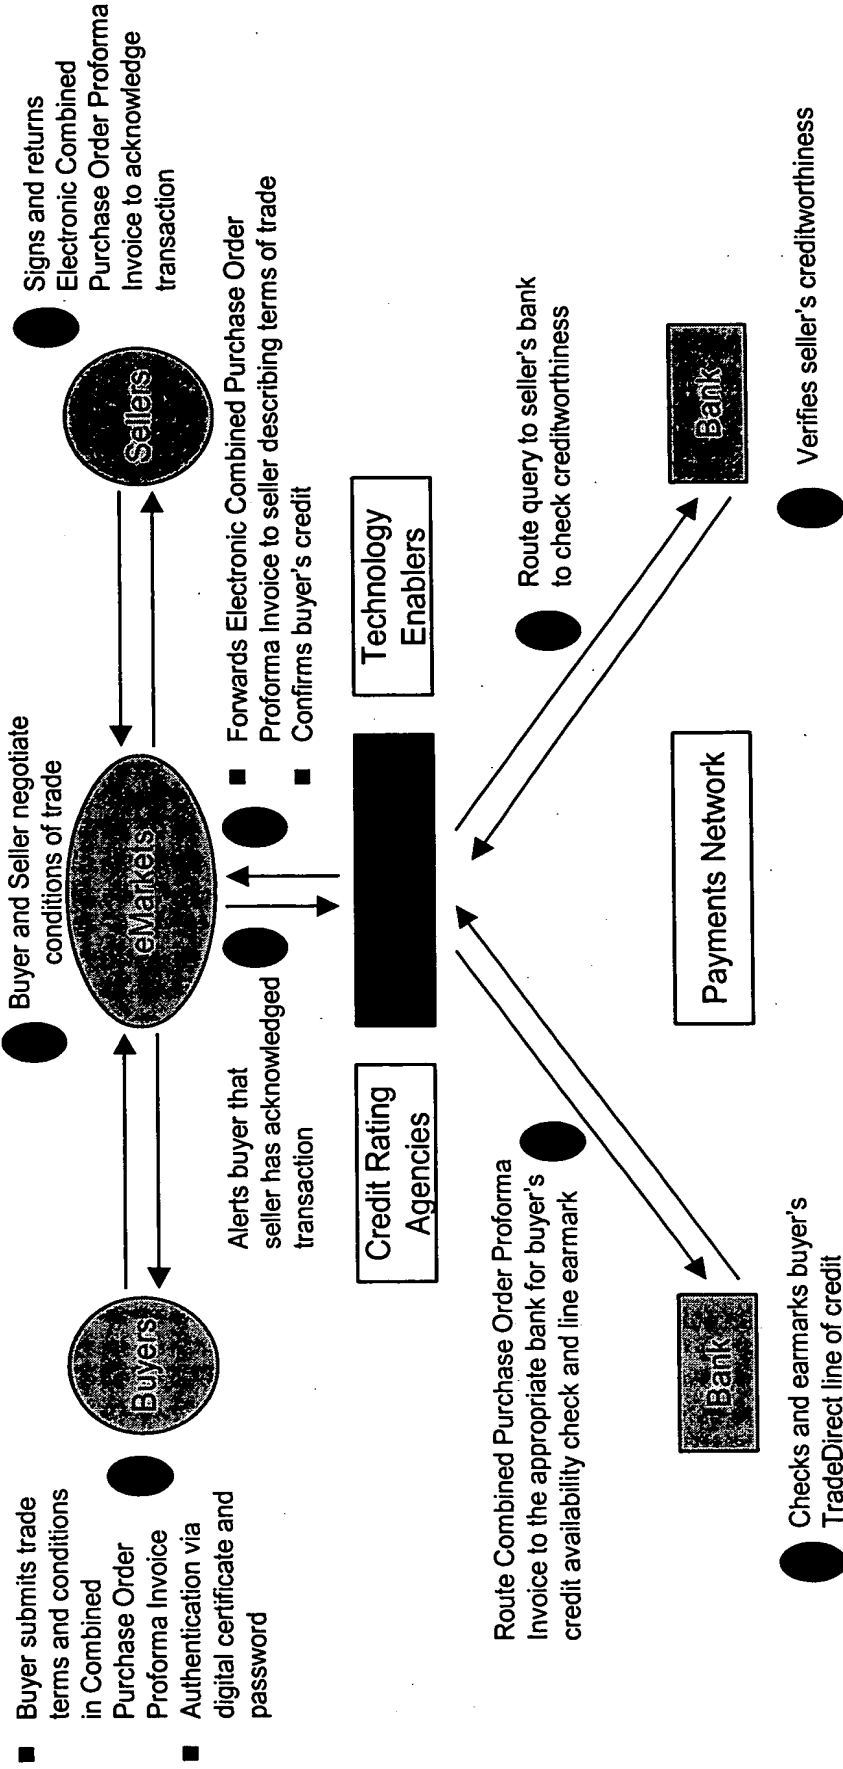 Buyer and Seller negotiate
conditions of trade
Signs and returns
Electronic Combined
Purchase Order Proforma
Invoice to acknowledge
transaction
Buyer submits trade
terms and conditions
in Combined
Purchase Order
Proforma Invoice
Authentication via
digital certificate and
password
Buyers
eMarkets
Sellers
Alerts buyer that
seller has acknowledged
transaction
Forwards Electronic Combined Purchase Order
Proforma Invoice to seller describing terms of trade
Confirms buyer's credit
Credit Rating
Agencies
Technology
Enablers
Route Combined Purchase Order Proforma
Invoice to the appropriate bank for buyer's
credit availability check and line earmark
Route query to seller's bank
to check creditworthiness
Bank
Payments Network
Bank
Checks and earmarks buyer's
TradeDirect line of credit
Verifies seller's creditworthiness